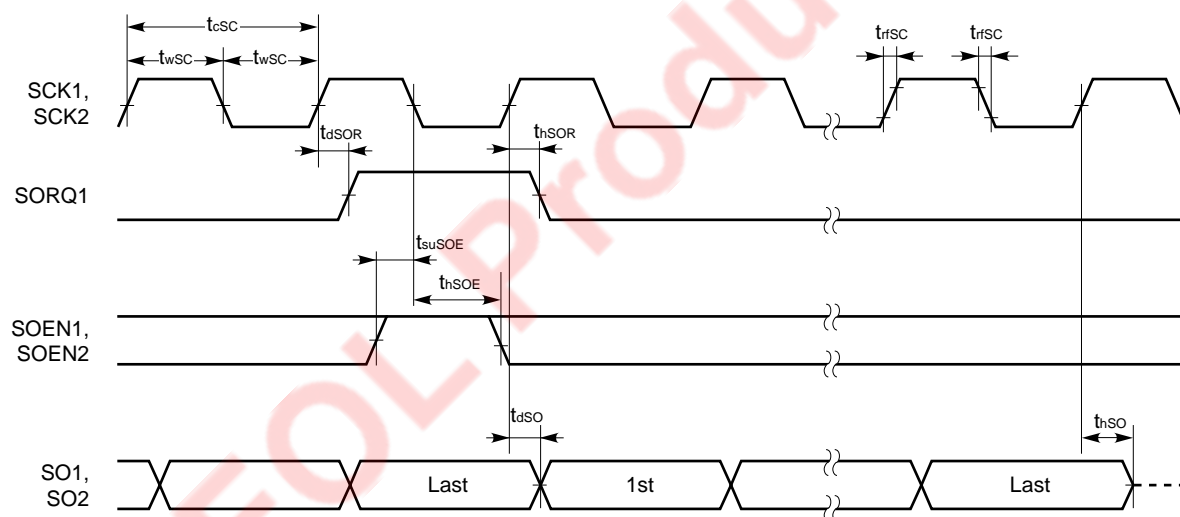 tcSC
twSC twSC
trfSC trfSC
SCK1,
SCK2
tdSOR thSOR
SORQ1
tsuSOE
thSOE
SOEN1,
SOEN2
tdSO thSO
SO1,
SO2
Last 1st Last
EOL Produ